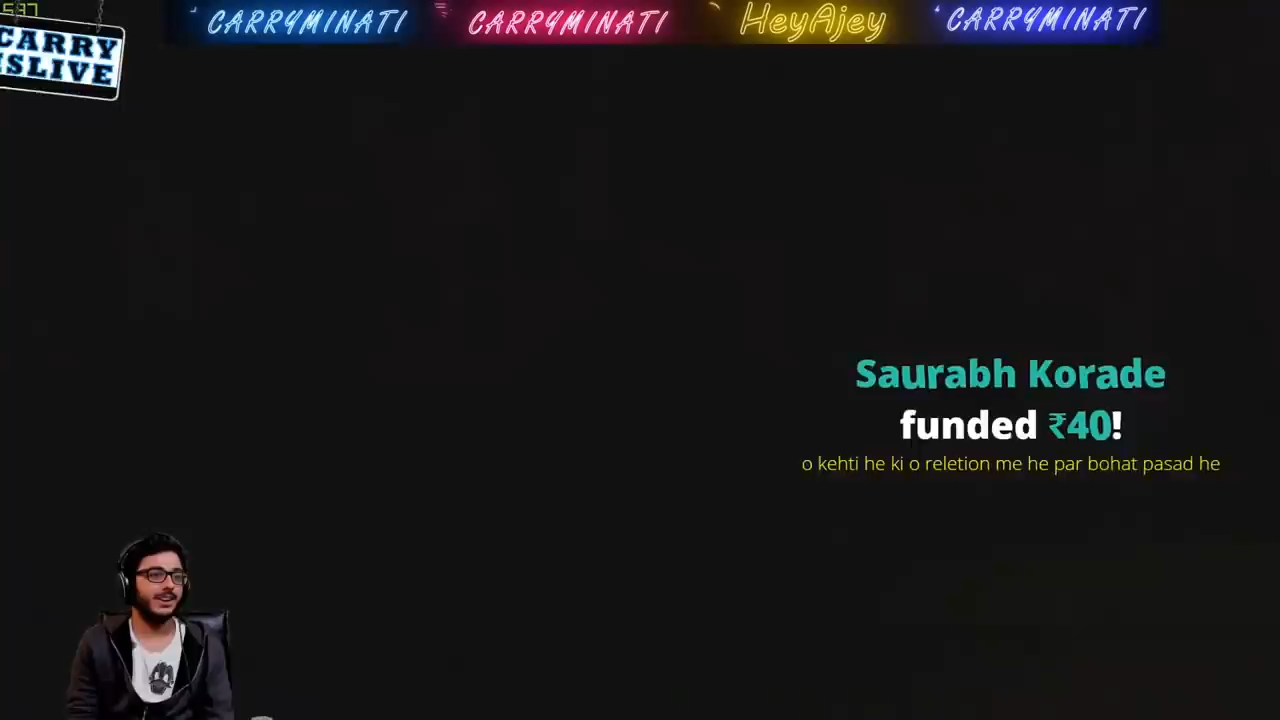 CARRYMINATI CARRYMINATI HeyAjey CARRYMINATI
CARRY
ISLIVE
Saurabh Korade
funded ₹40!
o kehti he ki o reletion me he par bohat pasad he